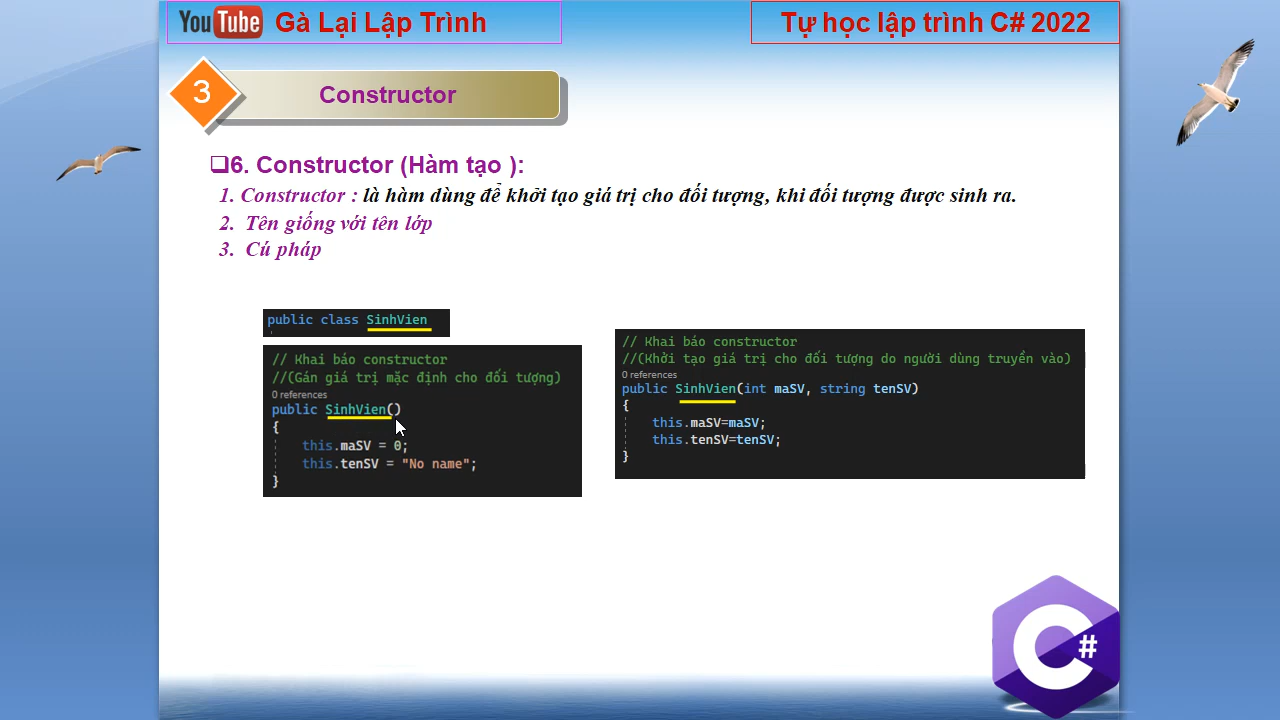 YouTube Gà Lại Lập Trình
Tự học lập trình C# 2022
3
Constructor
❑6. Constructor (Hàm tạo ):
1. Constructor : là hàm dùng để khởi tạo giá trị cho đối tượng, khi đối tượng được sinh ra.
2. Tên giống với tên lớp
3. Cú pháp
public class SinhVien
// Khai báo constructor
//(Gán giá trị mặc định cho đối tượng)
0 references
public SinhVien()
{
this.maSV = 0;
this.tenSV = "No name";
}
// Khai báo constructor
//(Khởi tạo giá trị cho đối tượng do người dùng truyền vào)
0 references
public SinhVien(int maSV, string tenSV)
{
this.maSV=maSV;
this.tenSV=tenSV;
}
C#